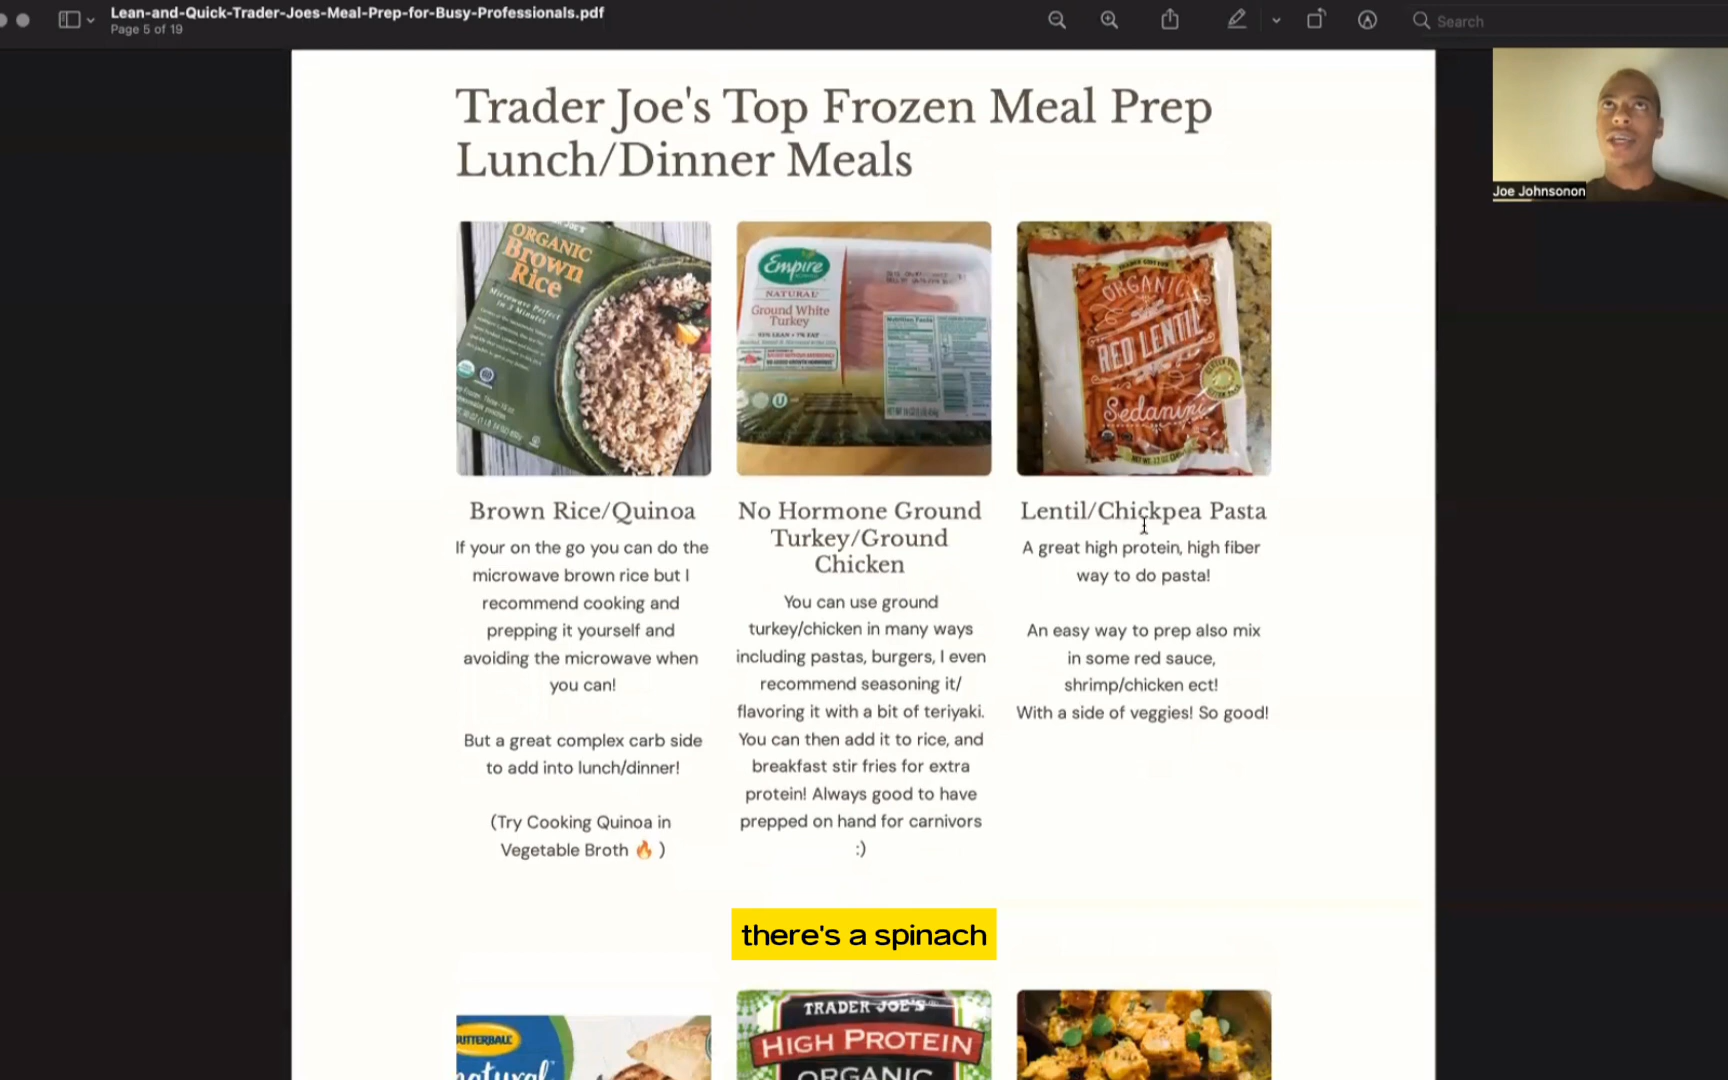 Lean-and-Quick-Trader-Joes-Meal-Prep-for-Busy-Professionals.pdf
Page 5 of 19
Search
Joe Johnsonon
Trader Joe's Top Frozen Meal Prep
Lunch/Dinner Meals
ORGANIC
Brown
Rice
Microwave Perfect
in 3 Minutes
Empire
NATURAL
Ground White
Turkey
Nutrition Facts
ORGANIC
RED LENTIL
Sedanini
Brown Rice/Quinoa
If your on the go you can do the
microwave brown rice but I
recommend cooking and
prepping it yourself and
avoiding the microwave when
you can!
But a great complex carb side
to add into lunch/dinner!
(Try Cooking Quinoa in
Vegetable Broth 🔥 )
No Hormone Ground
Turkey/Ground
Chicken
You can use ground
turkey/chicken in many ways
including pastas, burgers, I even
recommend seasoning it/
flavoring it with a bit of teriyaki.
You can then add it to rice, and
breakfast stir fries for extra
protein! Always good to have
prepped on hand for carnivors
:)
Lentil/Chickpea Pasta
A great high protein, high fiber
way to do pasta!
An easy way to prep also mix
in some red sauce,
shrimp/chicken ect!
With a side of veggies! So good!
there's a spinach
BUTTERBALL
natural
TRADER JOE'S
HIGH PROTEIN
ORGANIC